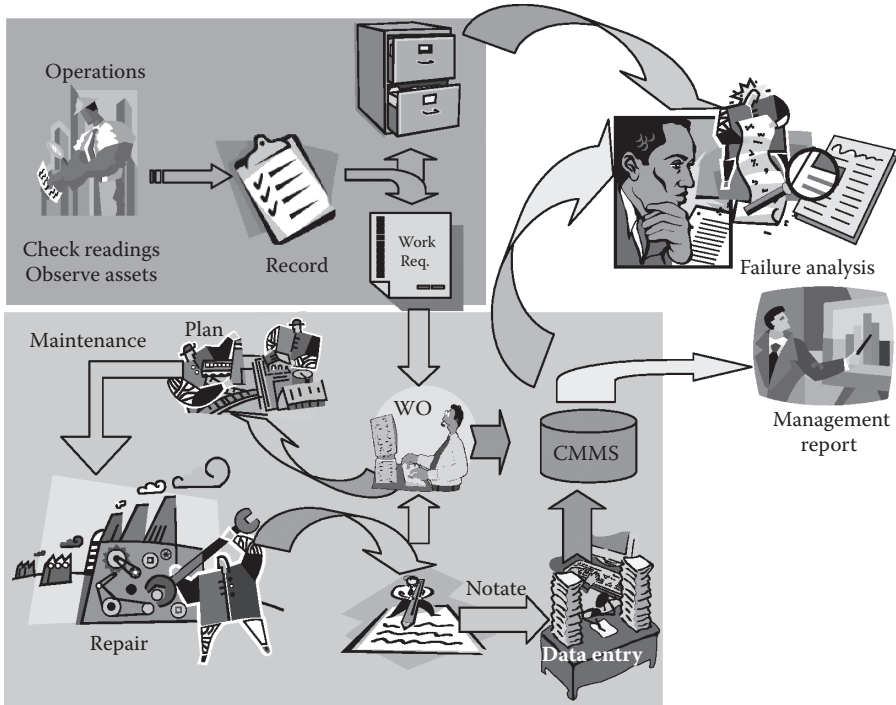 Operations
Check readings
Observe assets
Record
Work
Req.
Failure analysis
Maintenance
Plan
WO
CMMS
Management
report
Repair
Notate
Data entry